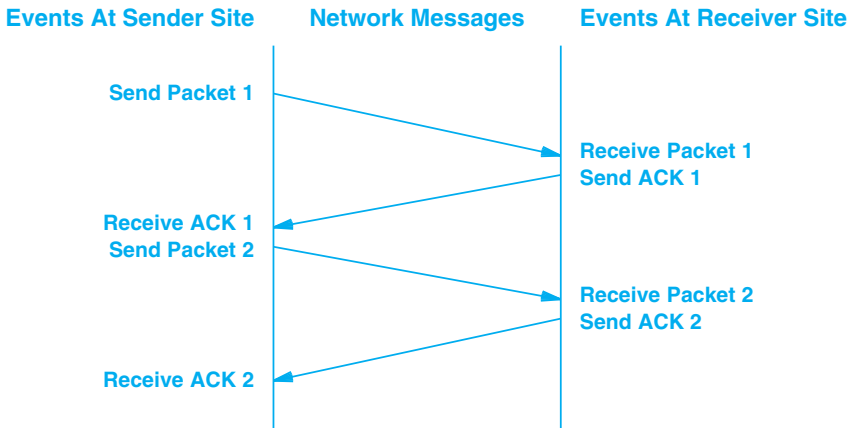 Events At Sender Site
Network Messages
Events At Receiver Site
Send Packet 1
Receive Packet 1
Send ACK 1
Receive ACK 1
Send Packet 2
Receive Packet 2
Send ACK 2
Receive ACK 2